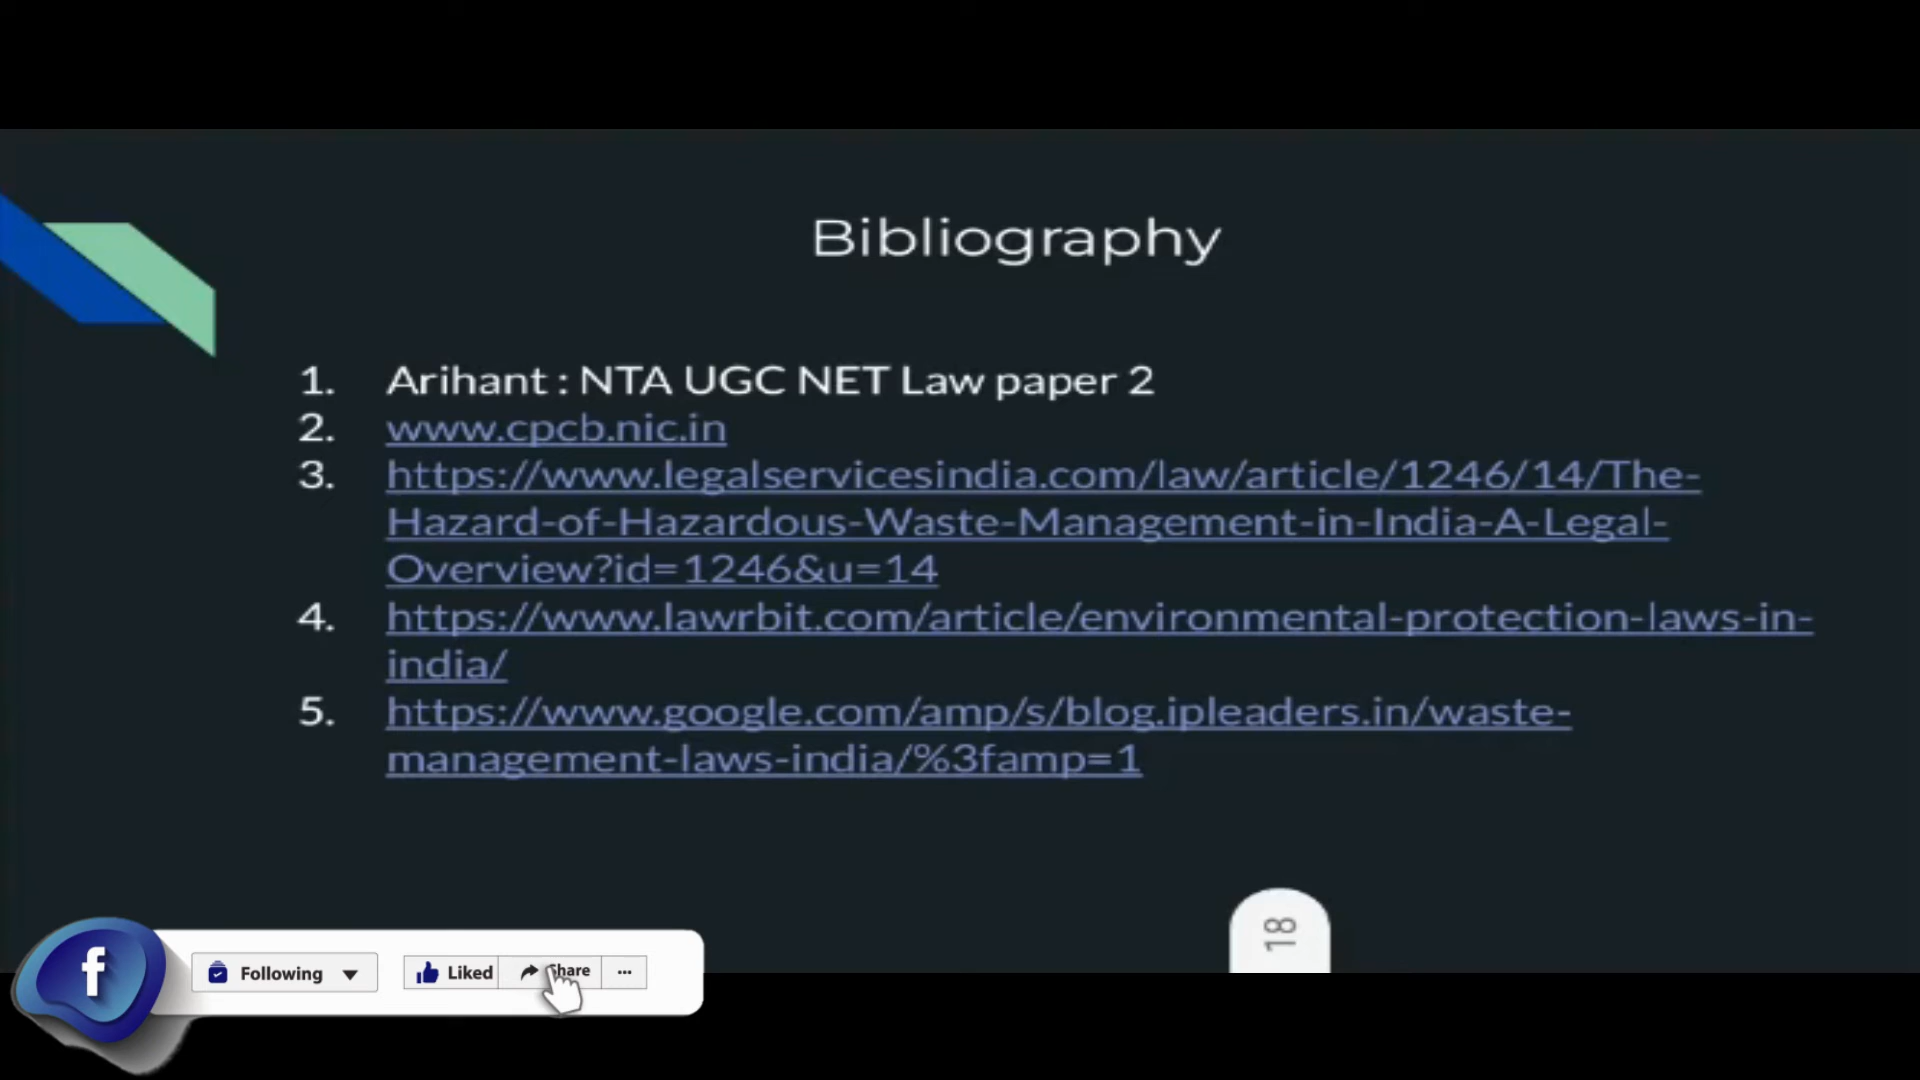 Bibliography
1. Arihant : NTA UGC NET Law paper 2
2. www.cpcb.nic.in
3. https://www.legalservicesindia.com/law/article/1246/14/The-
Hazard-of-Hazardous-Waste-Management-in-India-A-Legal-
Overview?id=1246&u=14
4. https://www.lawrbit.com/article/environmental-protection-laws-in-
india/
5. https://www.google.com/amp/s/blog.ipleaders.in/waste-
management-laws-india/%3famp=1
18
f Following Liked Share ...